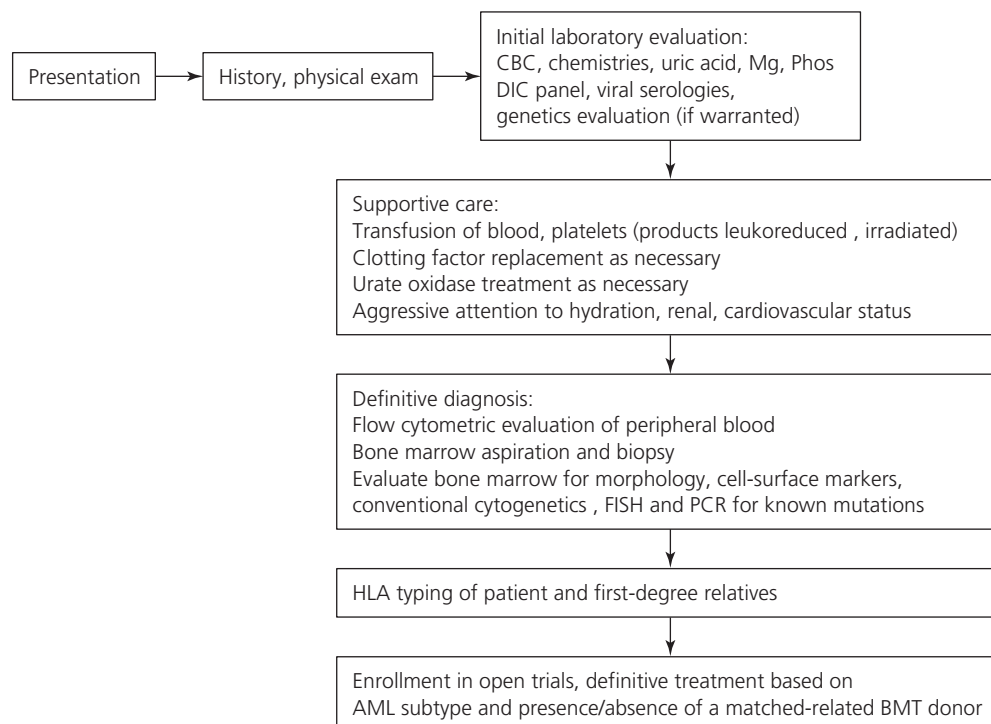 Presentation
History, physical exam
Initial laboratory evaluation:
CBC, chemistries, uric acid, Mg, Phos
DIC panel, viral serologies,
genetics evaluation (if warranted)
Supportive care:
Transfusion of blood, platelets (products leukoreduced , irradiated)
Clotting factor replacement as necessary
Urate oxidase treatment as necessary
Aggressive attention to hydration, renal, cardiovascular status
Definitive diagnosis:
Flow cytometric evaluation of peripheral blood
Bone marrow aspiration and biopsy
Evaluate bone marrow for morphology, cell-surface markers,
conventional cytogenetics , FISH and PCR for known mutations
HLA typing of patient and first-degree relatives
Enrollment in open trials, definitive treatment based on
AML subtype and presence/absence of a matched-related BMT donor